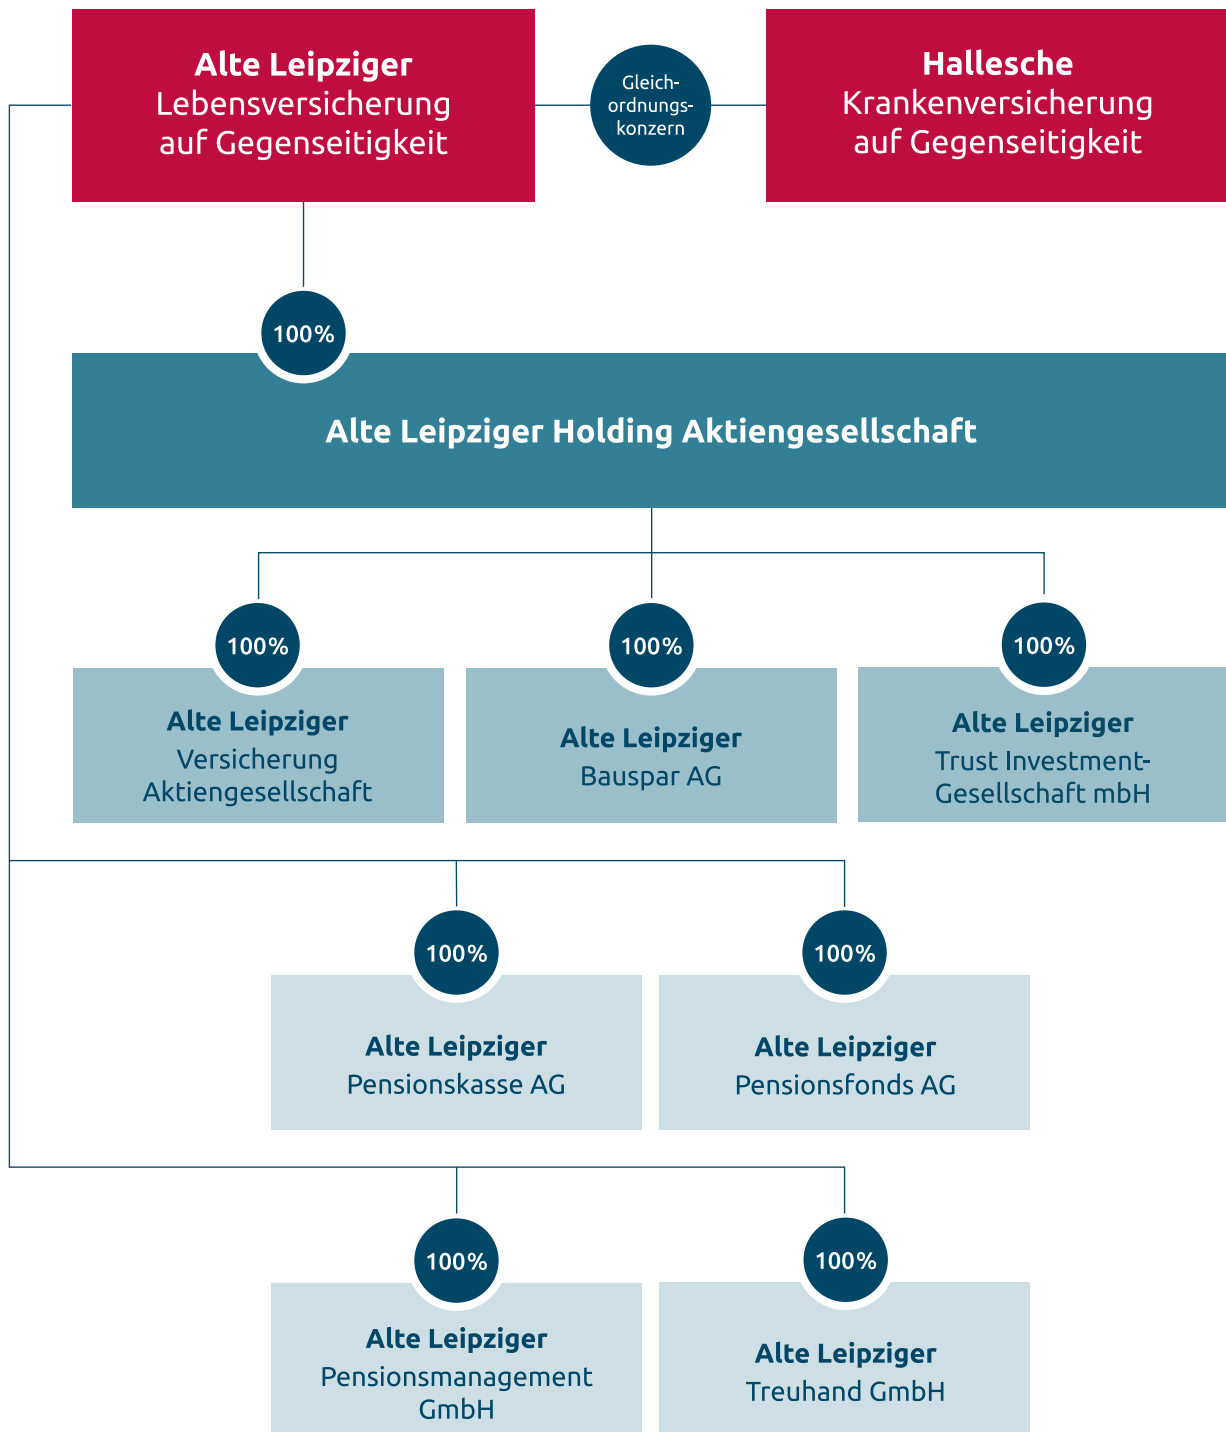 Alte Leipziger
Lebensversicherung
auf Gegenseitigkeit
Gleich-
ordnungs-
konzern
Hallesche
Krankenversicherung
auf Gegenseitigkeit
100%
Alte Leipziger Holding Aktiengesellschaft
100%
Alte Leipziger
Versicherung
Aktiengesellschaft
100%
Alte Leipziger
Bauspar AG
100%
Alte Leipziger
Trust Investment-
Gesellschaft mbH
100%
Alte Leipziger
Pensionskasse AG
100%
Alte Leipziger
Pensionsfonds AG
100%
Alte Leipziger
Pensionsmanagement
GmbH
100%
Alte Leipziger
Treuhand GmbH